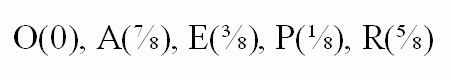 O(0), A(⅞), E(⅜), P(⅛), R(⅝)